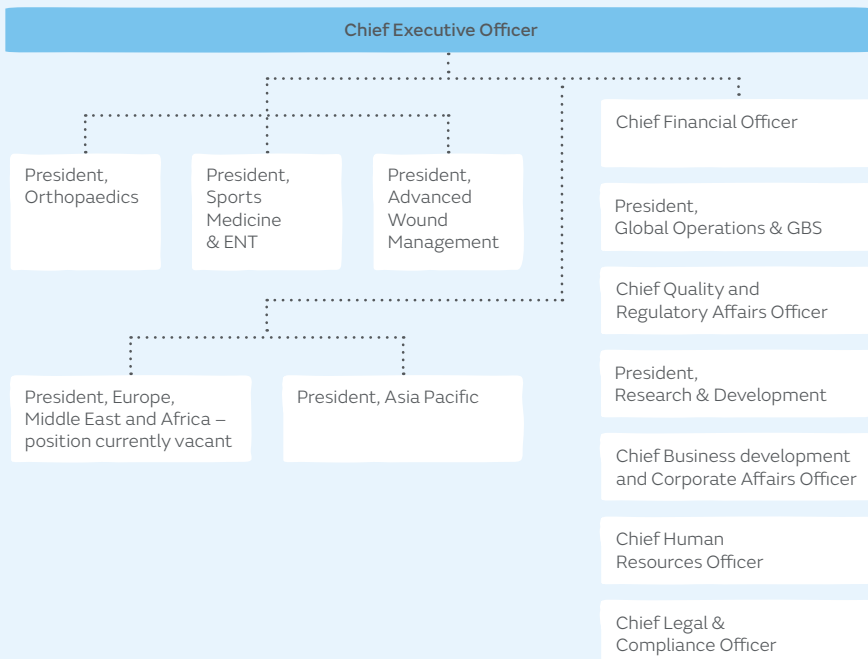 Chief Executive Officer
President,
Orthopaedics
President,
Sports
Medicine
& ENT
President,
Advanced
Wound
Management
President, Europe,
Middle East and Africa –
position currently vacant
President, Asia Pacific
Chief Financial Officer
President,
Global Operations & GBS
Chief Quality and
Regulatory Affairs Officer
President,
Research & Development
Chief Business development
and Corporate Affairs Officer
Chief Human
Resources Officer
Chief Legal &
Compliance Officer